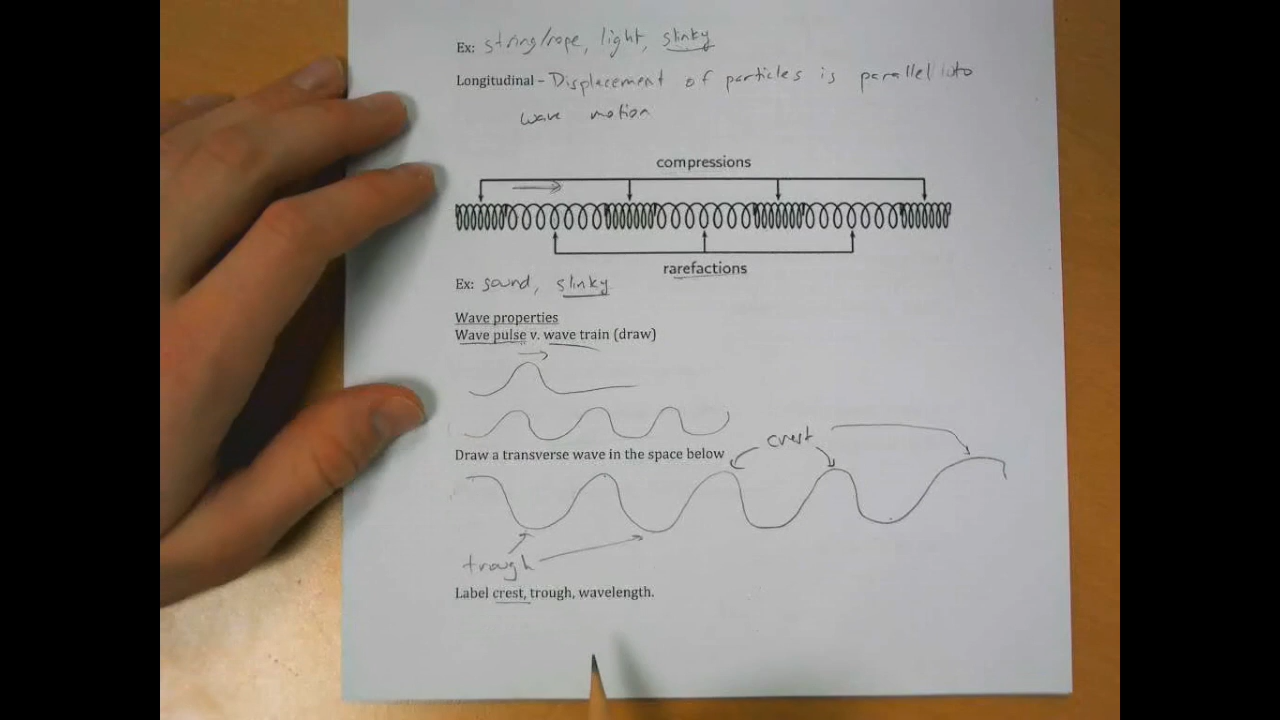 Ex: string/rope, light, slinky
Longitudinal – Displacement of particles is parallel to
wave motion
compressions
rarefactions
Ex: sound, slinky
Wave properties
Wave pulse v. wave train (draw)
crest
Draw a transverse wave in the space below
trough
Label crest, trough, wavelength.